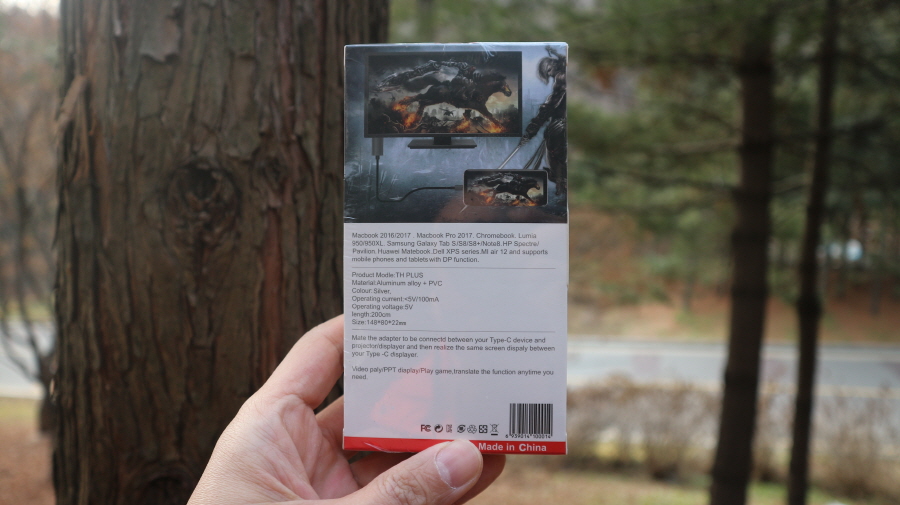 Macbook 2016/2017 , Macbook Pro 2017. Chromebook. Lumia
950/950XL. Samsung Galaxy Tab S/S8/S8+/Note8. HP Spectre/
Pavilion. Huawei Matebook.Dell XPS series.MI air 12 and supports
mobile phones and tablets with DP function.
Product Modle:TH PLUS
Material:Aluminum alloy + PVC
Colour:Silver,
Operating current:<5V/100mA
Operating voltage:5V
length:200cm
Size:148*80*22mm
Mate the adapter to be connectd between your Type-C device and
projector/displayer and then realize the same screen dispaly between
your Type -C displayer.
Video paly/PPT display/Play game,translate the function anytime you
need.
FC CE
6 939014 100014
Made in China